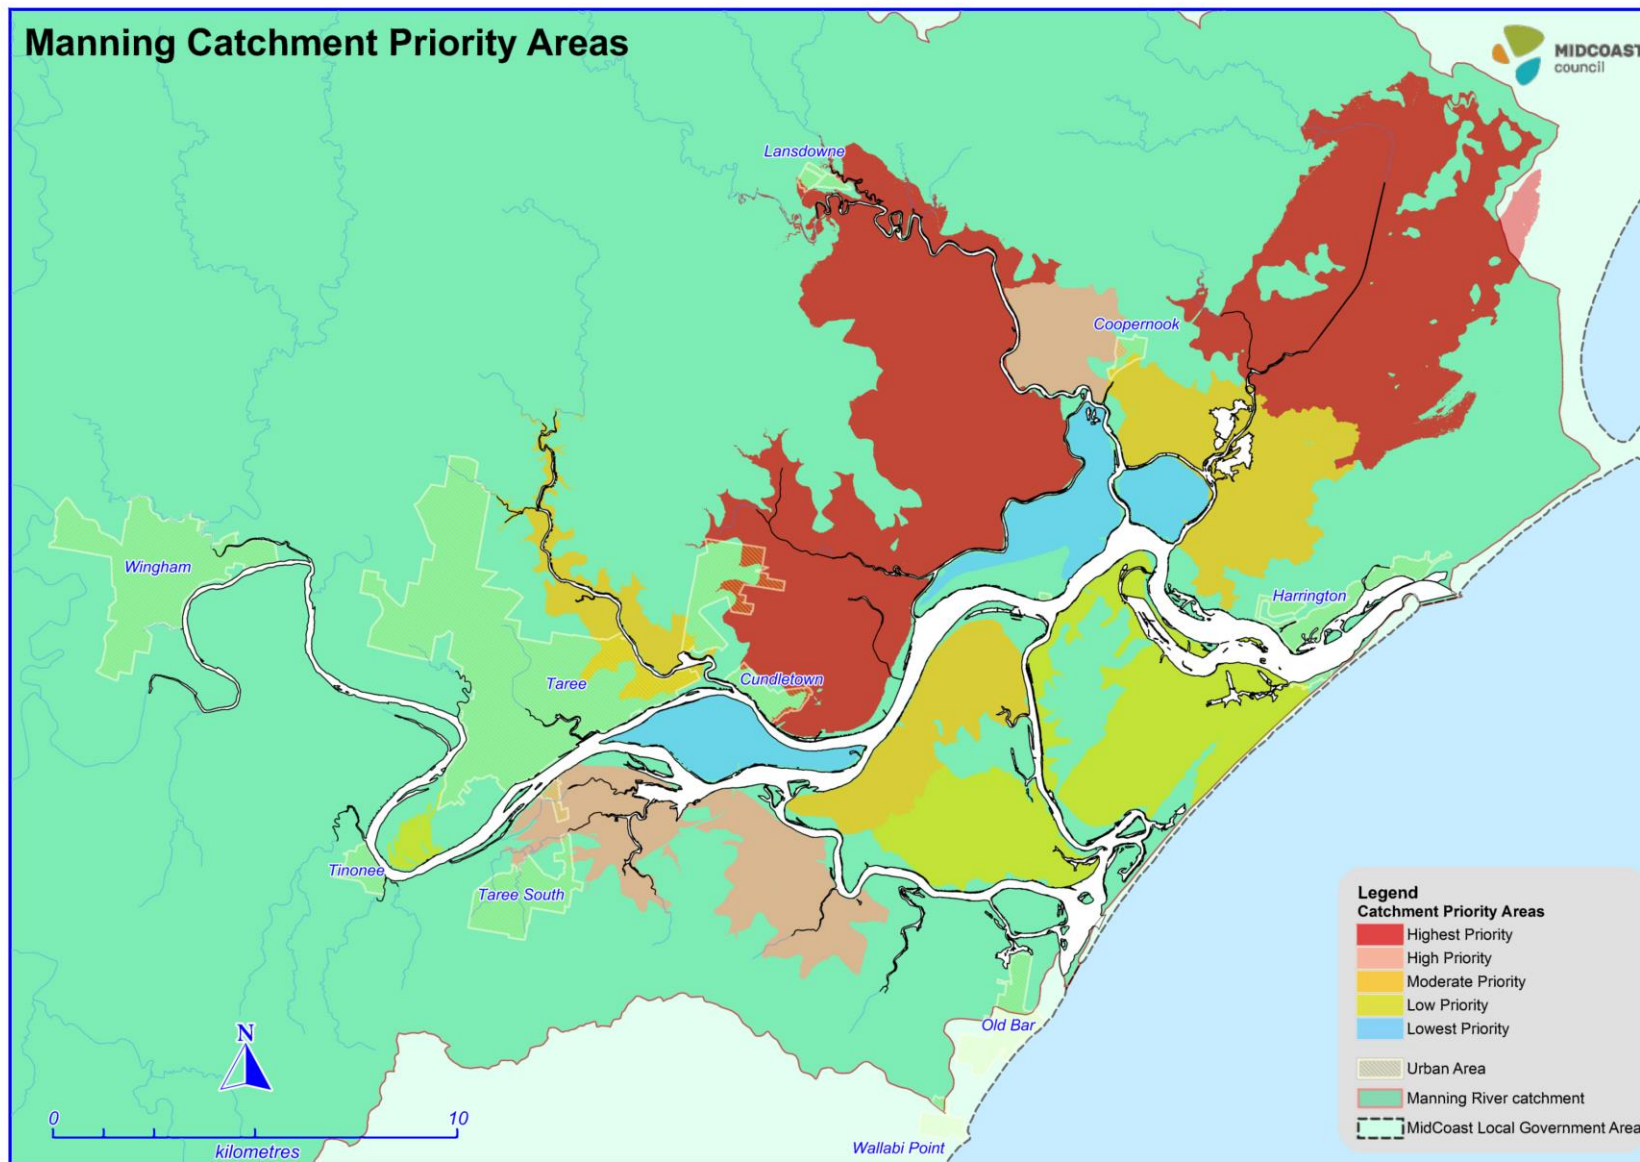 Manning Catchment Priority Areas
MIDCOAST
council
Lansdowne
Coopernook
Wingham
Harrington
Taree
Cundletown
Tinonee
Taree South
Old Bar
Wallabi Point
N
0 10
kilometres
Legend
Catchment Priority Areas
Highest Priority
High Priority
Moderate Priority
Low Priority
Lowest Priority
Urban Area
Manning River catchment
MidCoast Local Government Area